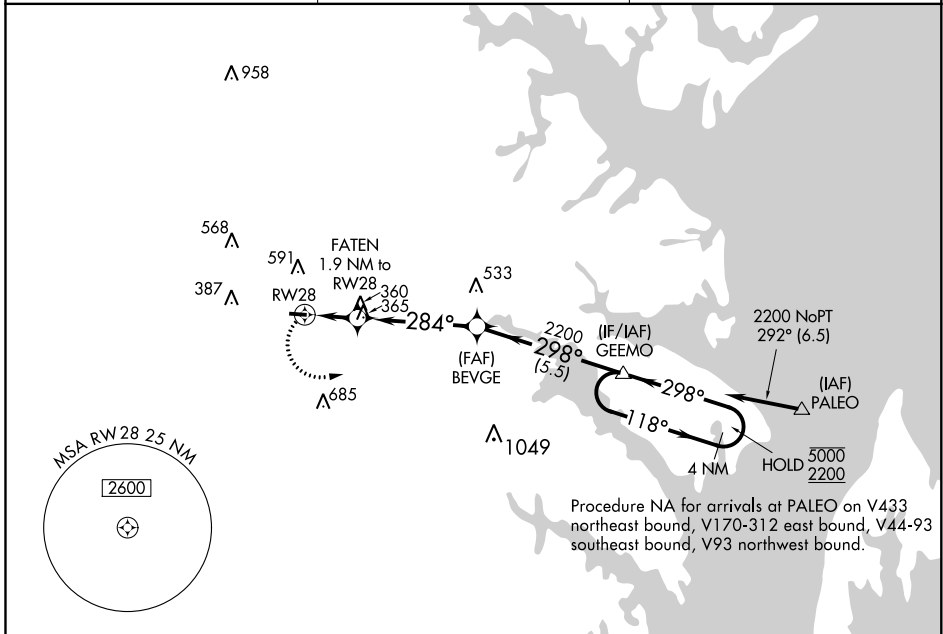 958
568
591
387
RW28
FATEN
1.9 NM to
RW28
360
365
533
284°
(FAF)
BEVGE
2200
298°
(5.5)
(IF/IAF)
GEEMO
298°
118°
2200 NoPT
292° (6.5)
(IAF)
PALEO
4 NM
HOLD
5000
2200
685
1049
MSA RW28 25 NM
2600
Procedure NA for arrivals at PALEO on V433
northeast bound, V170-312 east bound, V44-93
southeast bound, V93 northwest bound.